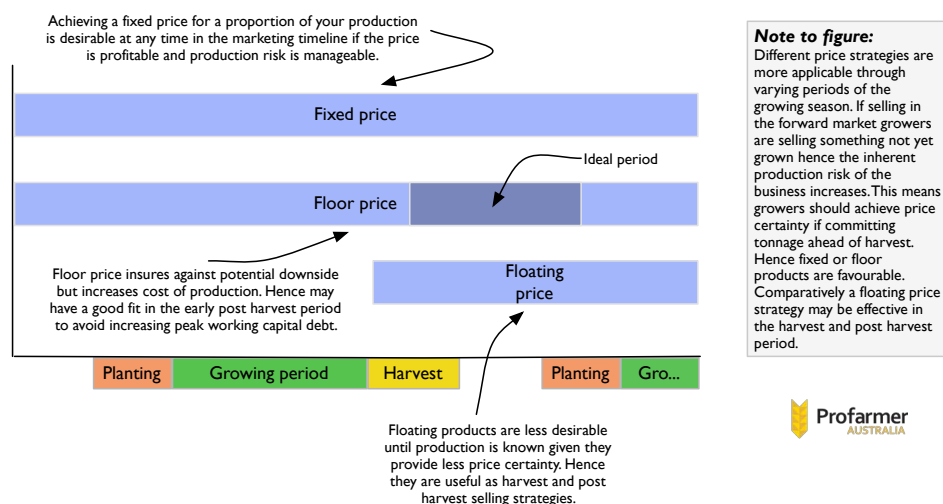 Achieving a fixed price for a proportion of your production
is desirable at any time in the marketing timeline if the price
is profitable and production risk is manageable.
Fixed price
Ideal period
Floor price
Floor price insures against potential downside
but increases cost of production. Hence may
have a good fit in the early post harvest period
to avoid increasing peak working capital debt.
Floating
price
Planting
Growing period
Harvest
Planting
Gro...
Floating products are less desirable
until production is known given they
provide less price certainty. Hence
they are useful as harvest and post
harvest selling strategies.
Note to figure:
Different price strategies are
more applicable through
varying periods of the
growing season. If selling in
the forward market growers
are selling something not yet
grown hence the inherent
production risk of the
business increases. This means
growers should achieve price
certainty if committing
tonnage ahead of harvest.
Hence fixed or floor
products are favourable.
Comparatively a floating price
strategy may be effective in
the harvest and post harvest
period.
Profarmer
AUSTRALIA